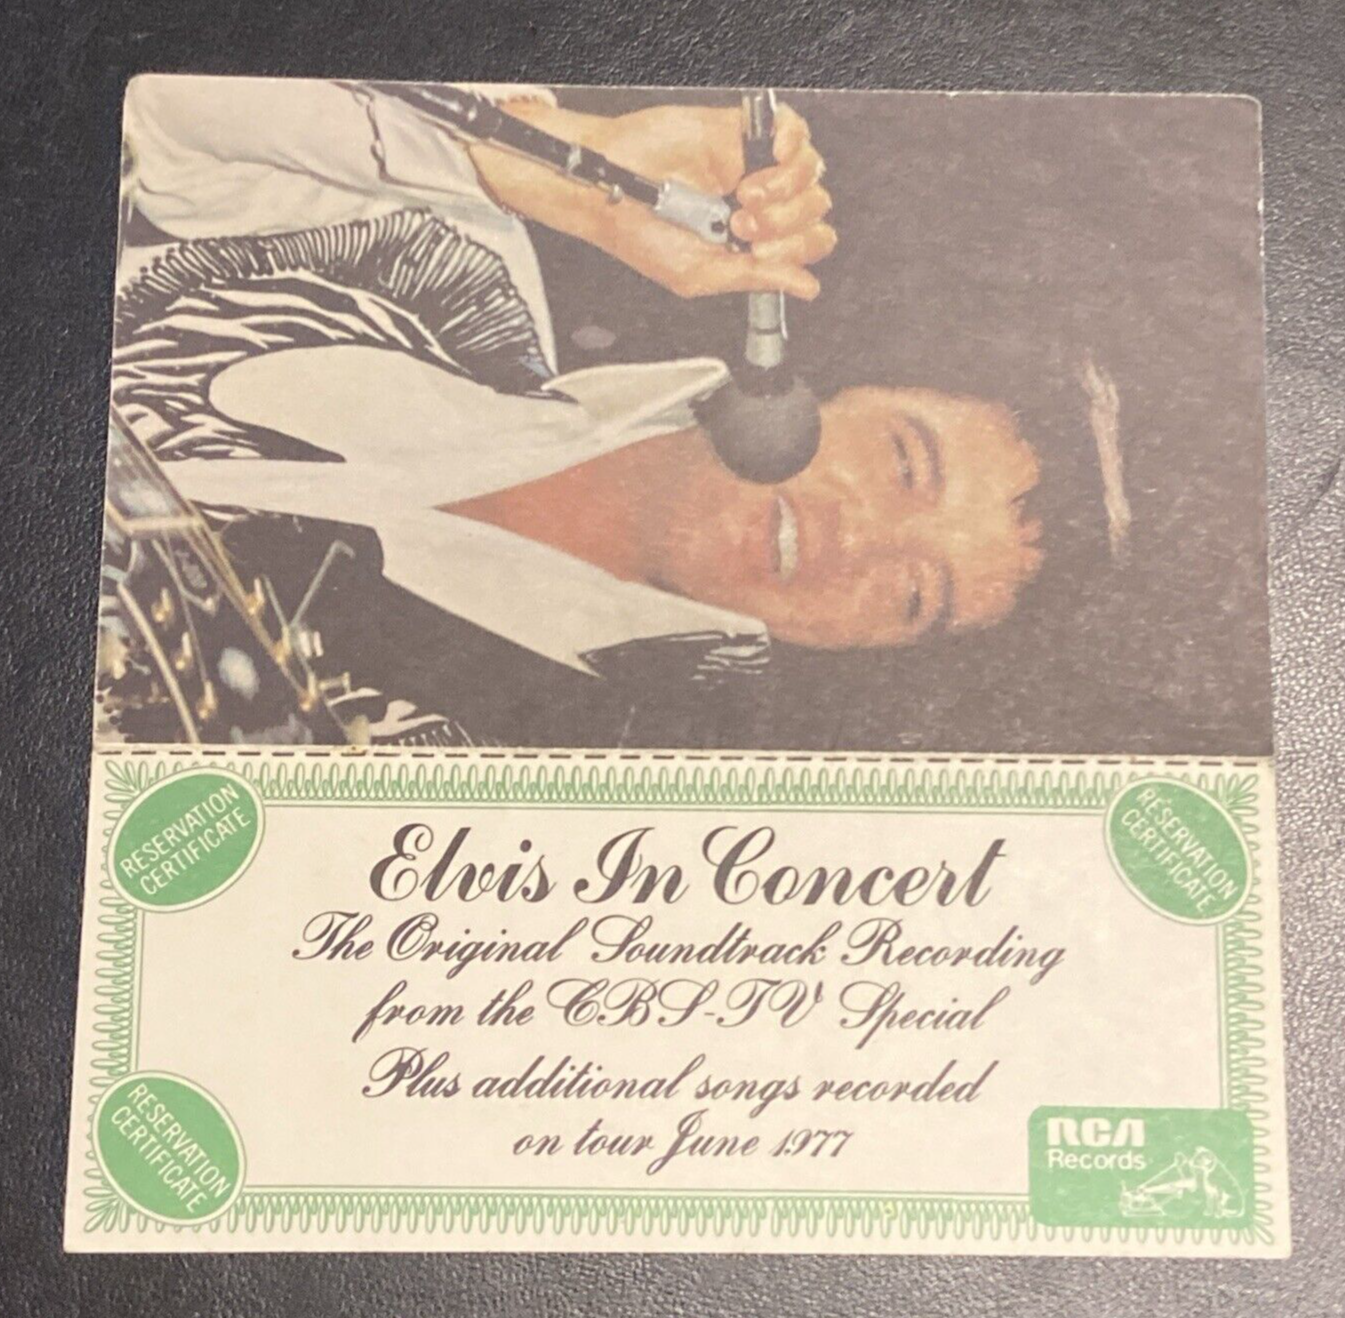 RESERVATION
CERTIFICATE
RESERVATION
CERTIFICATE
Elvis In Concert
The Original Soundtrack Recording
from the CBS-TV Special
Plus additional songs recorded
on tour June 1977
RESERVATION
CERTIFICATE
RCA
Records